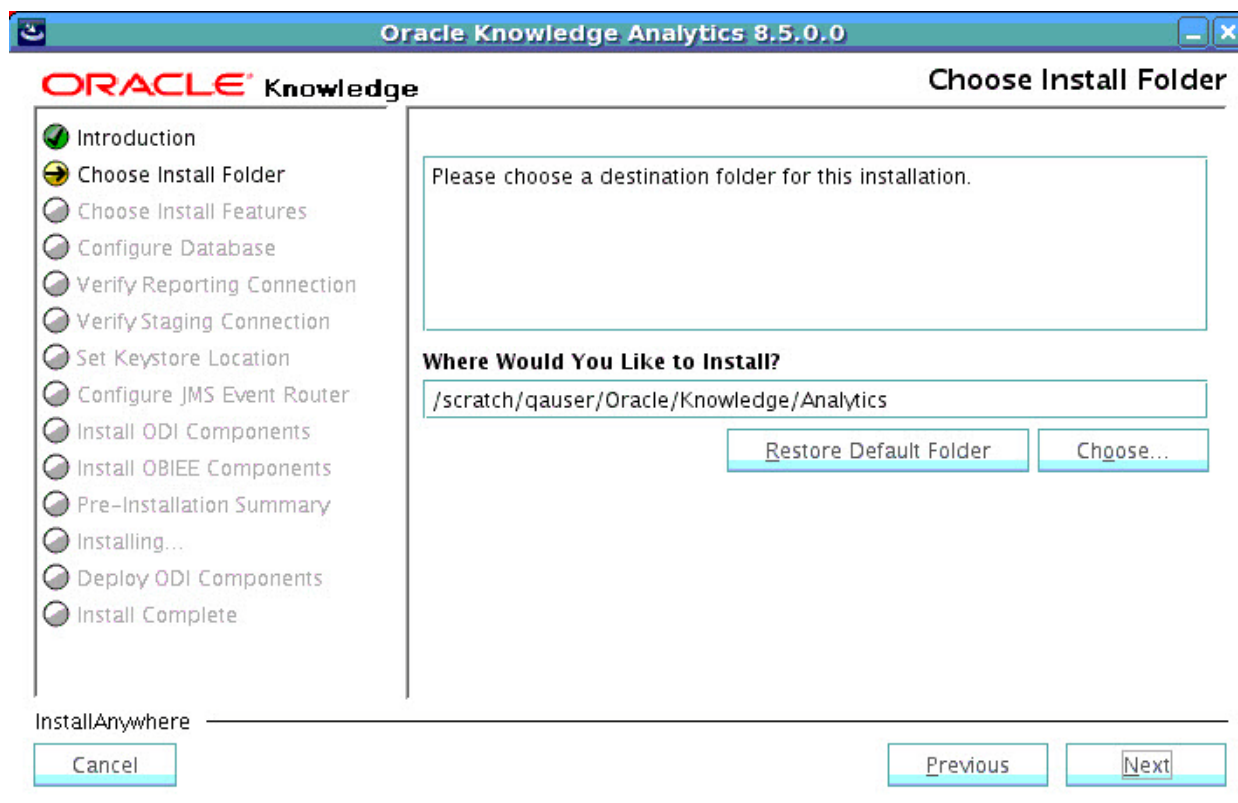 Oracle Knowledge Analytics 8.5.0.0
ORACLE Knowledge
Choose Install Folder
Introduction
Choose Install Folder
Choose Install Features
Configure Database
Verify Reporting Connection
Verify Staging Connection
Set Keystore Location
Configure JMS Event Router
Install ODI Components
Install OBIEE Components
Pre-Installation Summary
Installing...
Deploy ODI Components
Install Complete
Please choose a destination folder for this installation.
Where Would You Like to Install?
/scratch/qauser/Oracle/Knowledge/Analytics
Restore Default Folder
Choose...
InstallAnywhere
Cancel
Previous
Next